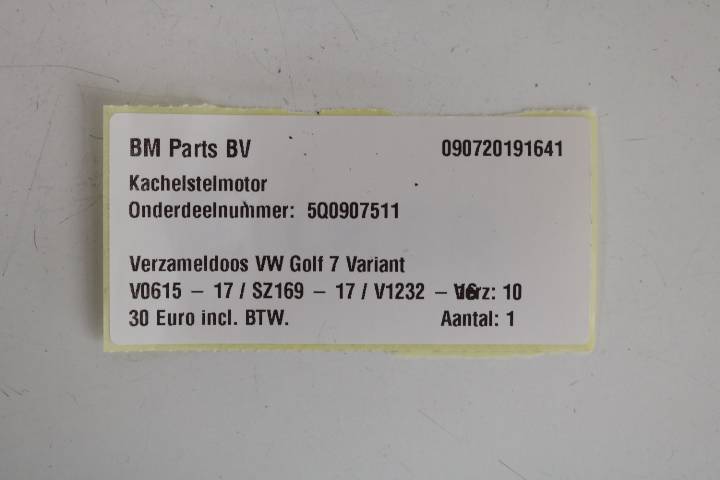 BM Parts BV 090720191641
Kachelstelmotor
Onderdeelnummer: 5Q0907511
Verzameldoos VW Golf 7 Variant
V0615 – 17 / SZ169 – 17 / V1232 – 16 Verz: 10
30 Euro incl. BTW. Aantal: 1